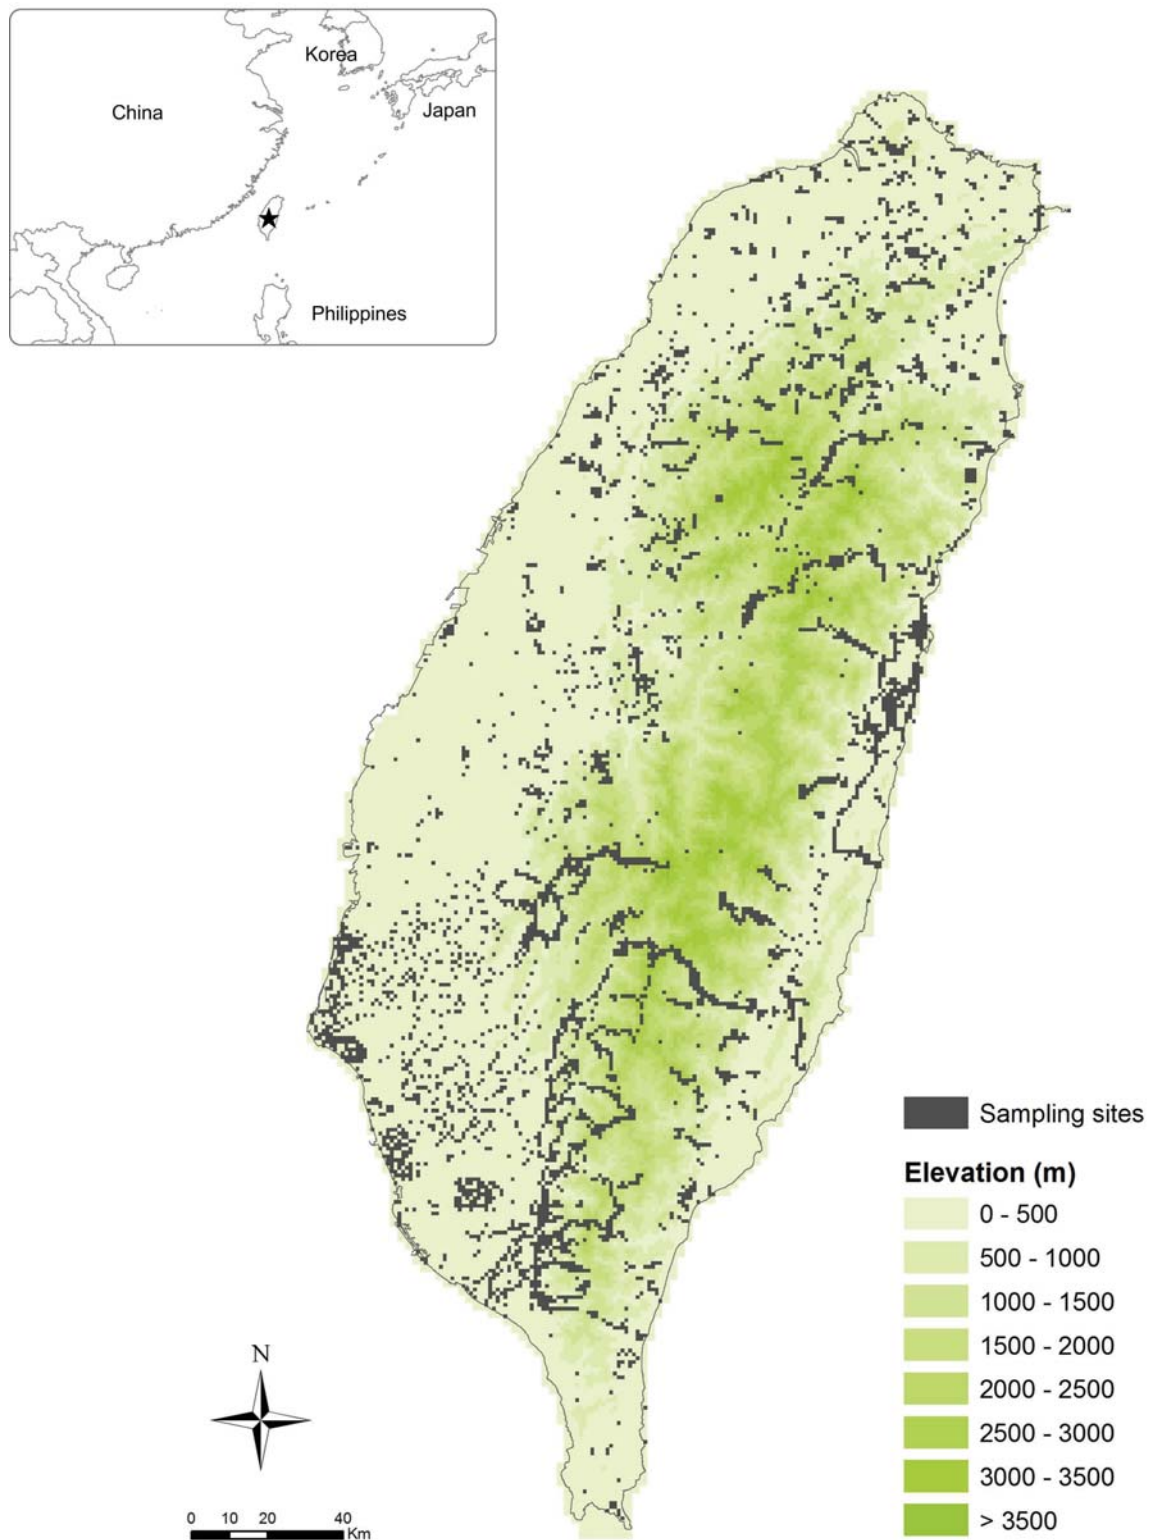 Korea
China
Japan
Philippines
Sampling sites
Elevation (m)
0 - 500
500 - 1000
1000 - 1500
1500 - 2000
2000 - 2500
2500 - 3000
3000 - 3500
> 3500
N
0 10 20 40
Km